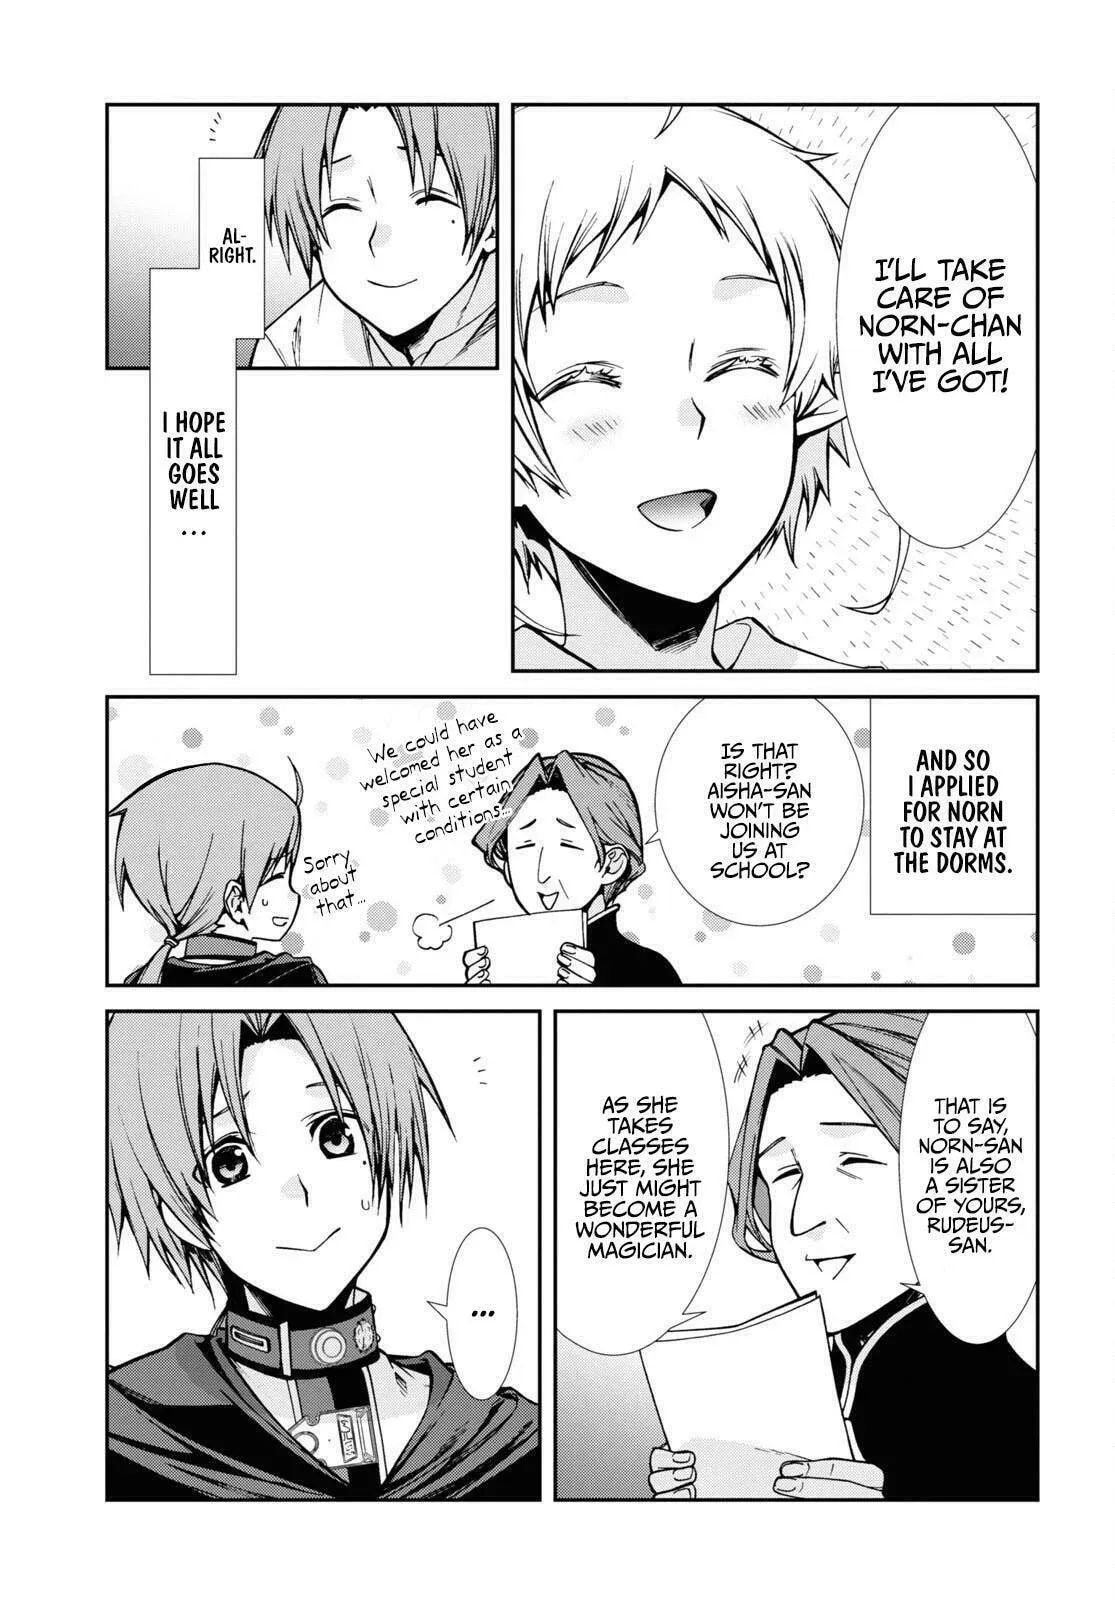 I'LL TAKE
CARE OF
NORN-CHAN
WITH ALL
I'VE GOT!
AL-
RIGHT.
I HOPE
IT ALL
GOES
WELL
...
AND SO
I APPLIED
FOR NORN
TO STAY AT
THE DORMS.
IS THAT
RIGHT?
AISHA-SAN
WON'T BE
JOINING
US AT
SCHOOL?
We could have
welcomed her as a
special student
with certain
conditions...
Sorry
about
that...
THAT IS
TO SAY,
NORN-SAN
IS ALSO
A SISTER
OF YOURS,
RUDEUS-
SAN.
AS SHE
TAKES
CLASSES
HERE, SHE
JUST MIGHT
BECOME A
WONDERFUL
MAGICIAN.
...